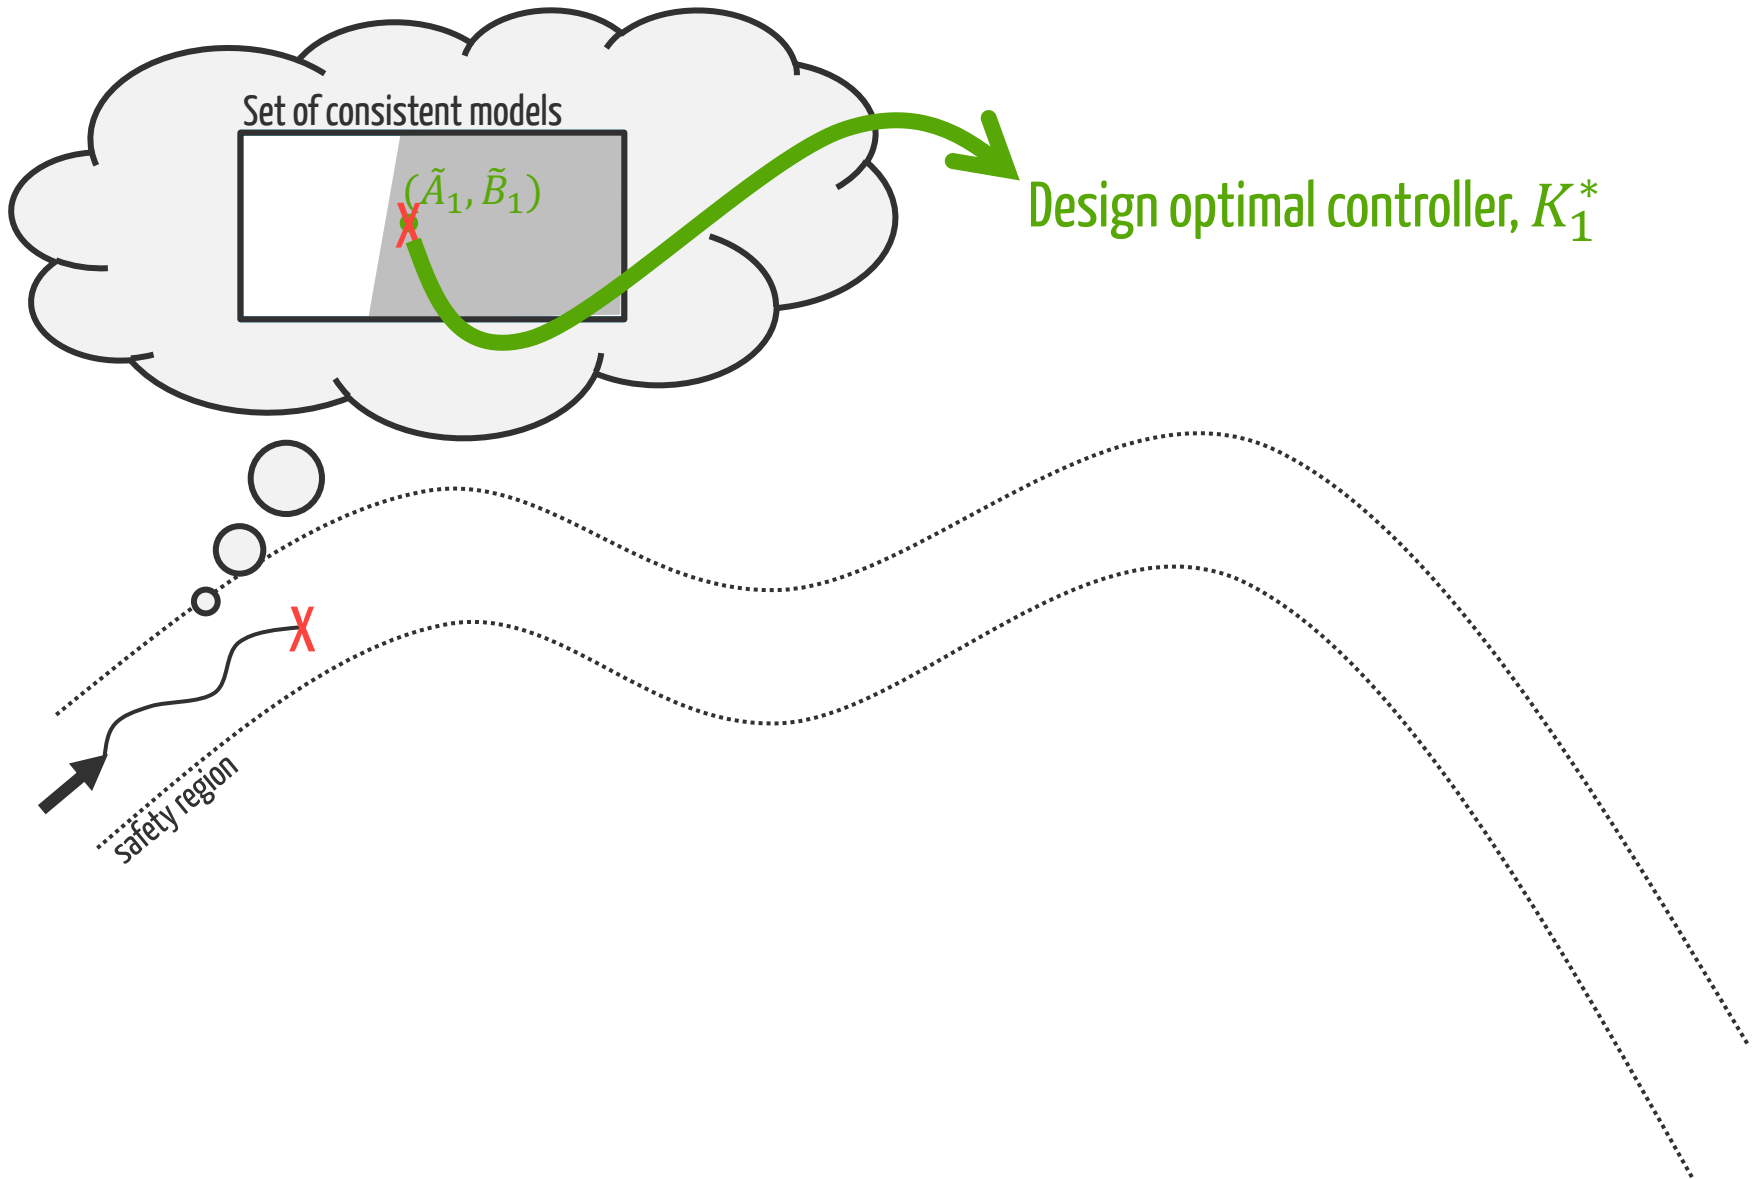 Set of consistent models
(Ã₁, B̃₁)
X
Design optimal controller, K₁*
X
safety region